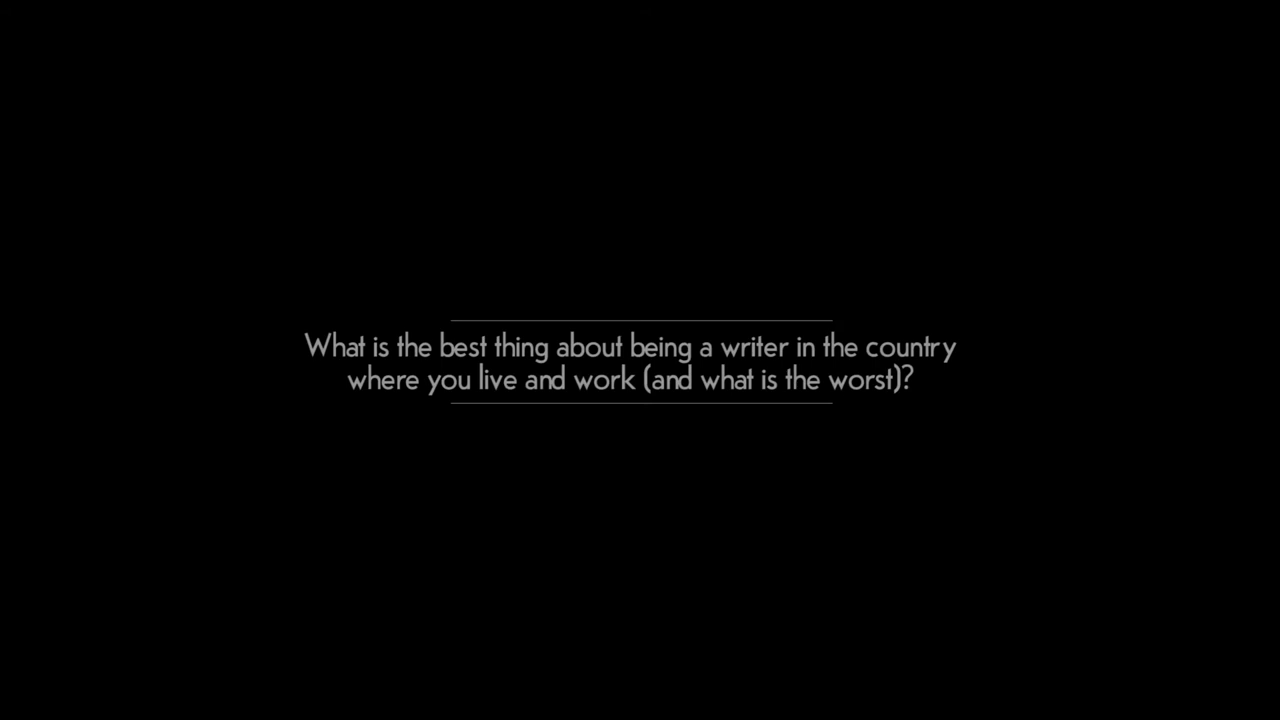 What is the best thing about being a writer in the country
where you live and work (and what is the worst)?